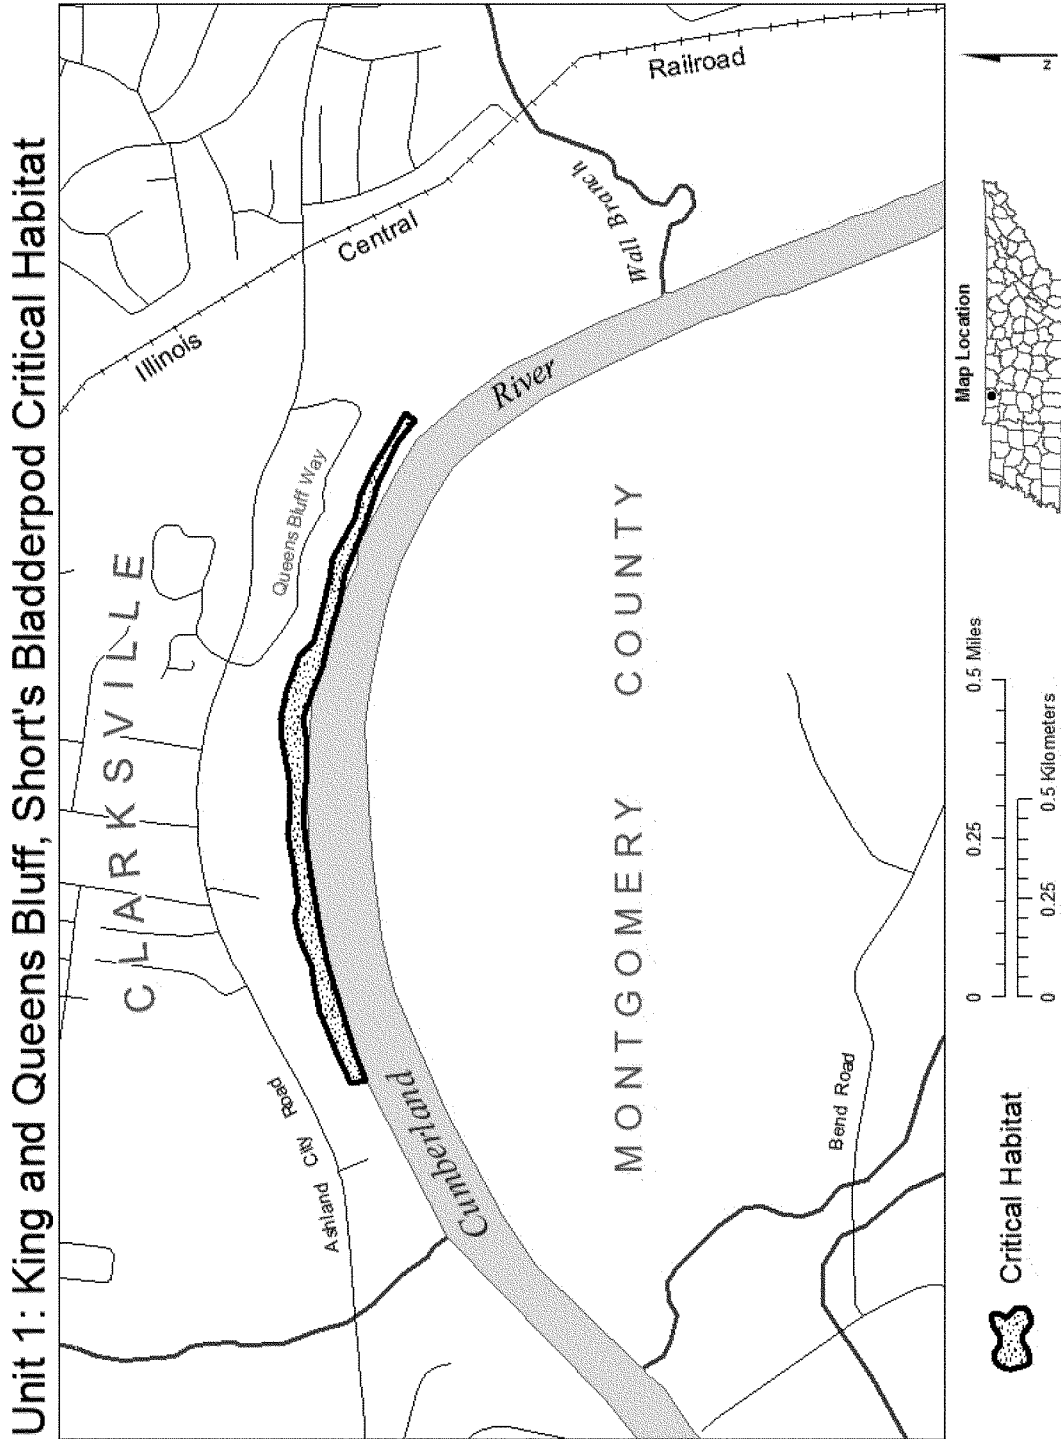 Unit 1: King and Queens Bluff, Short's Bladderpod Critical Habitat
CLARKSVILLE
Illinois
Central
Railroad
Queens Bluff Way
Ashland City Road
Wall Branch
Cumberland
River
MONTGOMERY COUNTY
Bend Road
Critical Habitat
0 0.25 0.5 Miles
0 0.25 0.5 Kilometers
Map Location
N